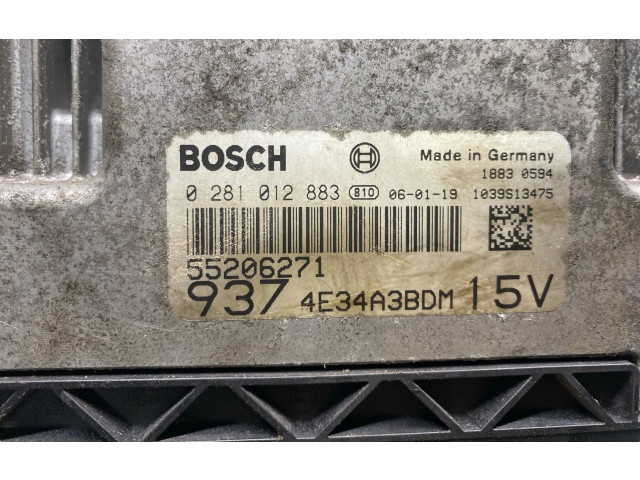 BOSCH Made in Germany
1883 0594
0 281 012 883 810 06-01-19 1039S13475
55206271
937 4E34A3BDM 15V